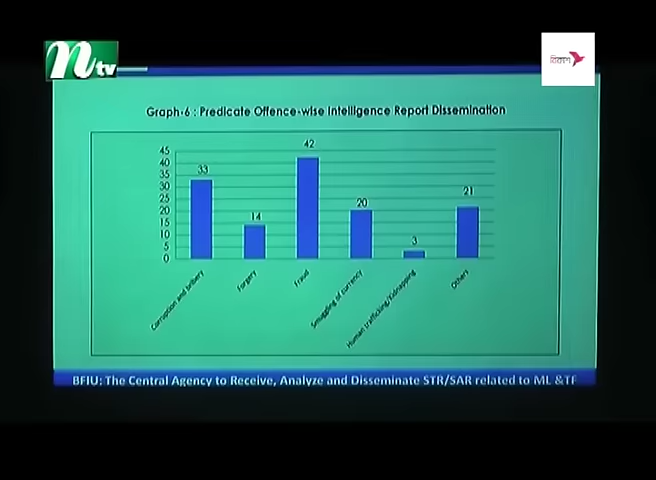 ntv
বিকাশ
Graph-6 : Predicate Offence-wise Intelligence Report Dissemination
45
40
35
30
25
20
15
10
5
0
33
14
42
20
3
21
Corruption and bribery
Forgery
Fraud
Smuggling of currency
Human trafficking/Kidnapping
Others
BFIU: The Central Agency to Receive, Analyze and Disseminate STR/SAR related to ML &TF